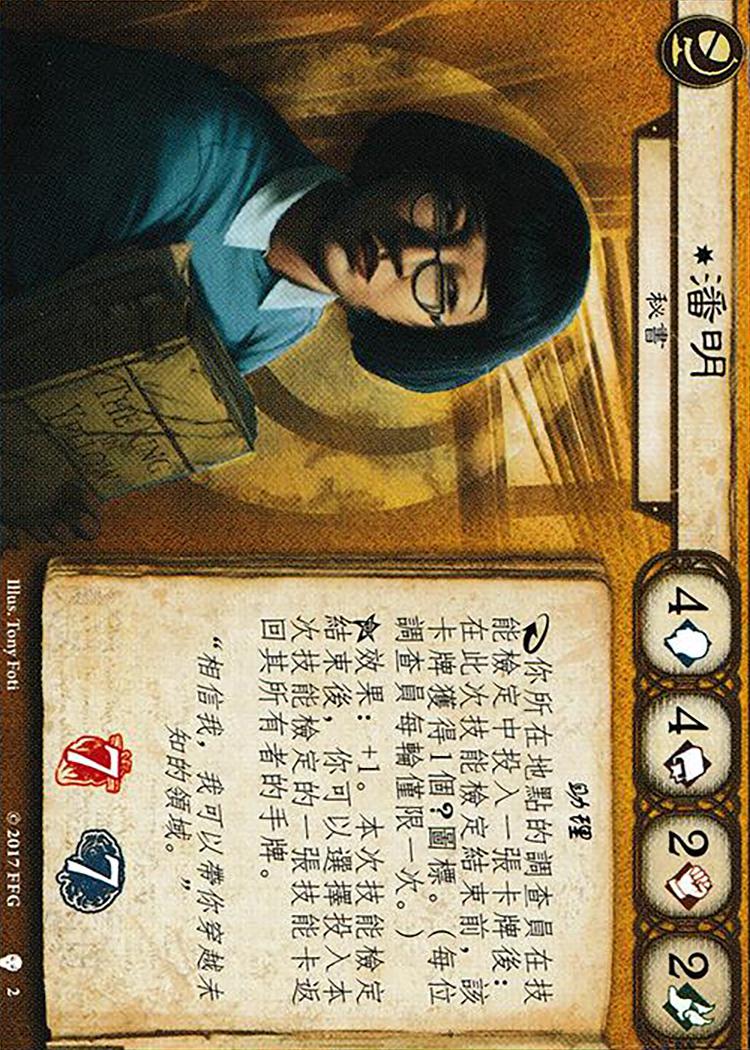 潘明
秘書
4
4
2
2
助理
你所在地點的調查員在技
能檢定中投入一張卡牌後：
在此次技能檢定結束前，該
卡牌獲得1個?圖標。（每位
調查員每輪僅限一次。）
效果：+1。本次技能檢定
結束後，你可以選擇投入本
次技能檢定的一張技能卡返
回其所有者的手牌。
“相信我，我可以帶你穿越未
知的領域。”
7
7
THE KING
IN YELLOW
Illus. Tony Foti
© 2017 FFG
2